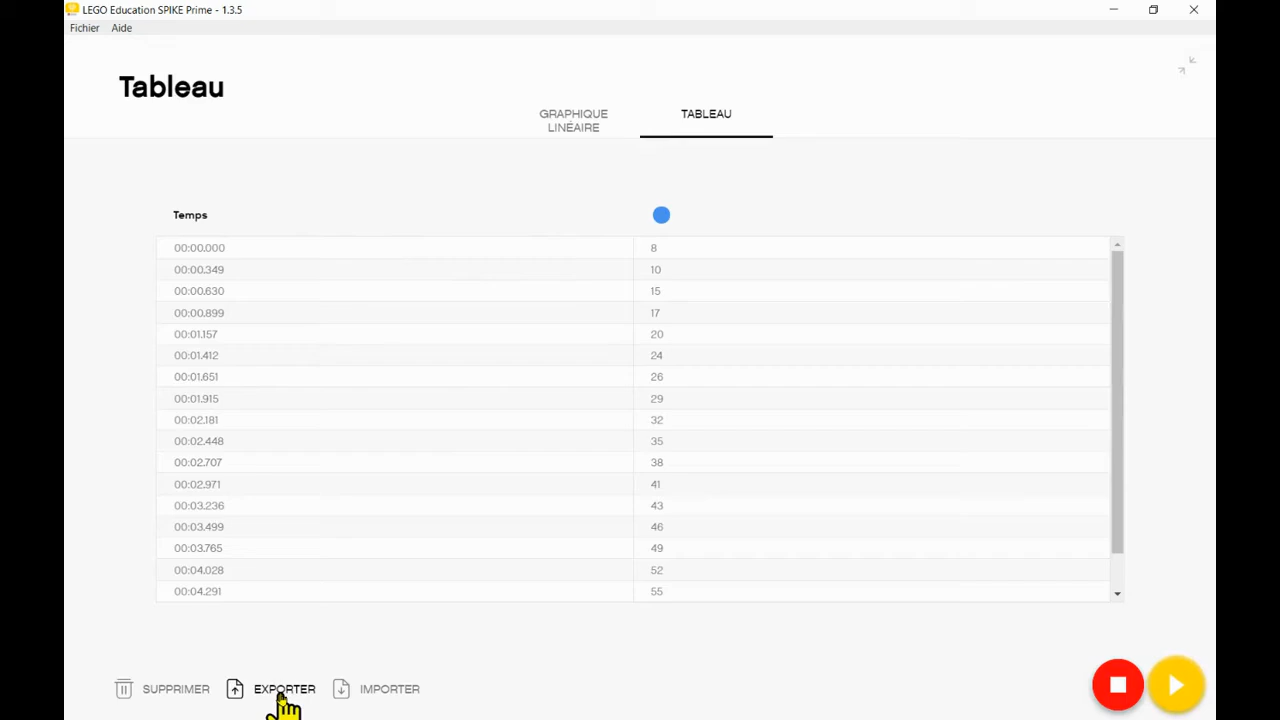 LEGO Education SPIKE Prime - 1.3.5
Fichier Aide
Tableau
GRAPHIQUE
LINÉAIRE
TABLEAU
Temps
00:00.000 8
00:00.349 10
00:00.630 15
00:00.899 17
00:01.157 20
00:01.412 24
00:01.651 26
00:01.915 29
00:02.181 32
00:02.448 35
00:02.707 38
00:02.971 41
00:03.236 43
00:03.499 46
00:03.765 49
00:04.028 52
00:04.291 55
SUPPRIMER EXPORTER IMPORTER